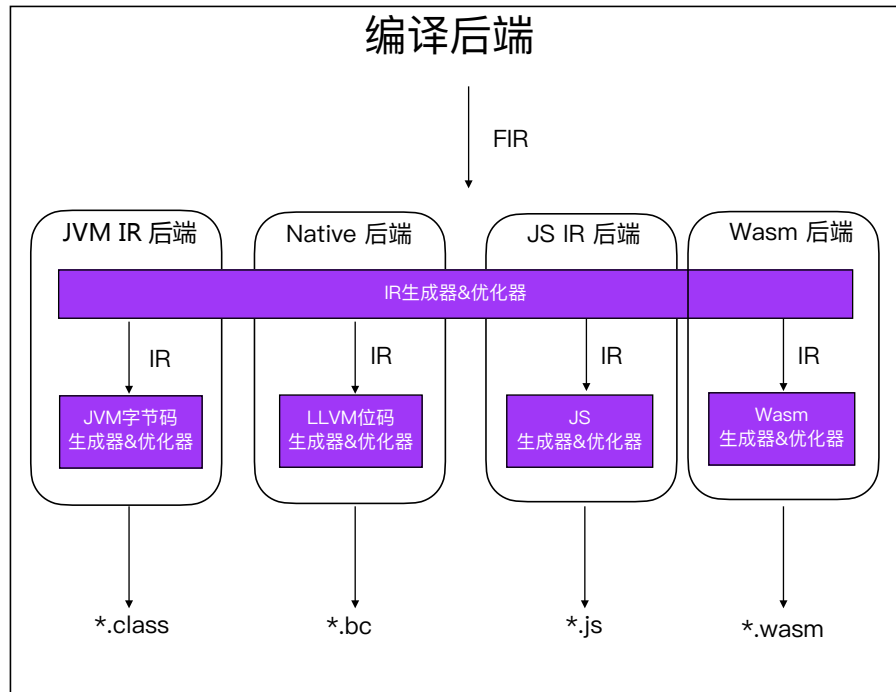 编译后端
FIR
JVM IR 后端
Native 后端
JS IR 后端
Wasm 后端
IR生成器&优化器
IR
IR
IR
IR
JVM字节码
生成器&优化器
LLVM位码
生成器&优化器
JS
生成器&优化器
Wasm
生成器&优化器
*.class
*.bc
*.js
*.wasm